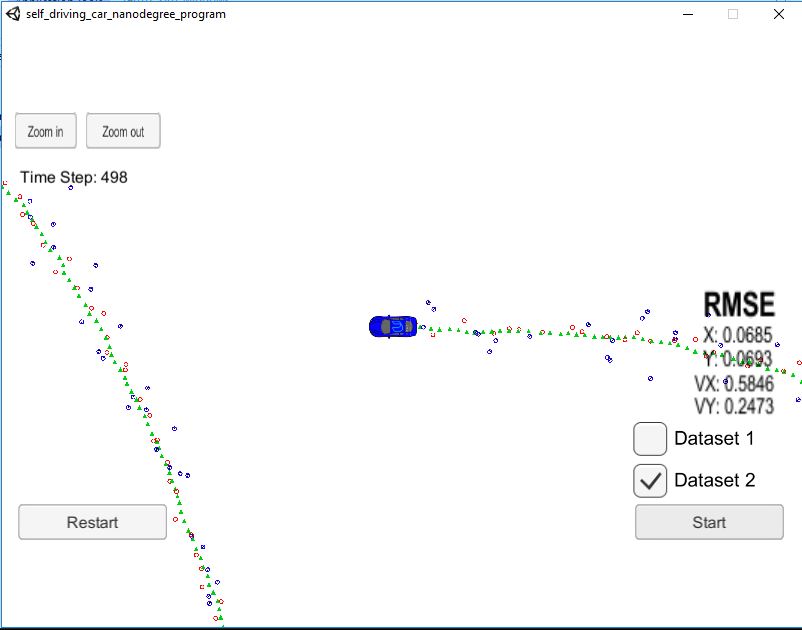 self_driving_car_nanodegree_program
Zoom in
Zoom out
Time Step: 498
RMSE
X: 0.0685
Y: 0.0693
VX: 0.5846
VY: 0.2473
Dataset 1
Dataset 2
Restart
Start